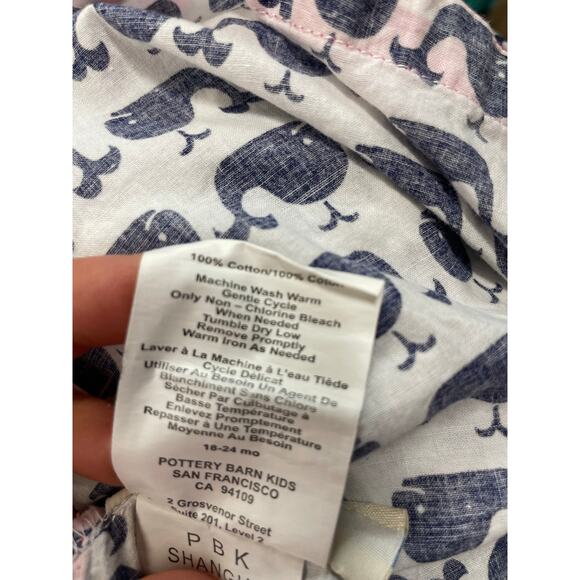 100% Cotton/100% Coton
Machine Wash Warm
Gentle Cycle
Only Non – Chlorine Bleach
When Needed
Tumble Dry Low
Remove Promptly
Warm Iron As Needed
Laver à La Machine à L'eau Tiède
Cycle Délicat
Utiliser Au Besoin Un Agent De
Blanchiment Sans Chlore
Sécher Par Culbutage à
Basse Température
Enlevez Promptement
Repasser à Une Température
Moyenne Au Besoin
18-24 mo
POTTERY BARN KIDS
SAN FRANCISCO
CA 94109
2 Grosvenor Street
Suite 201, Level 2
PBK